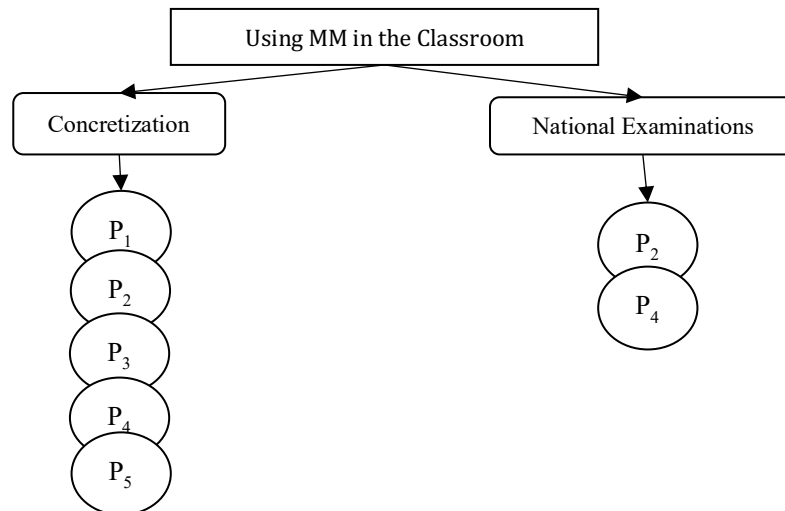 Using MM in the Classroom
Concretization
National Examinations
P₁
P₂
P₃
P₄
P₅
P₂
P₄